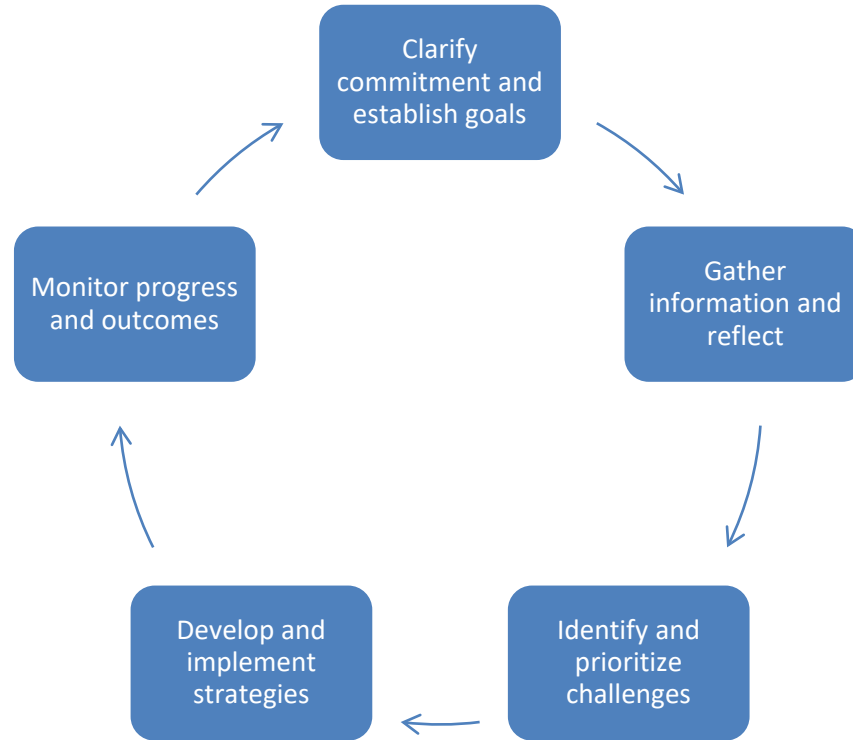 Clarify
commitment and
establish goals
Gather
information and
reflect
Identify and
prioritize
challenges
Develop and
implement
strategies
Monitor progress
and outcomes